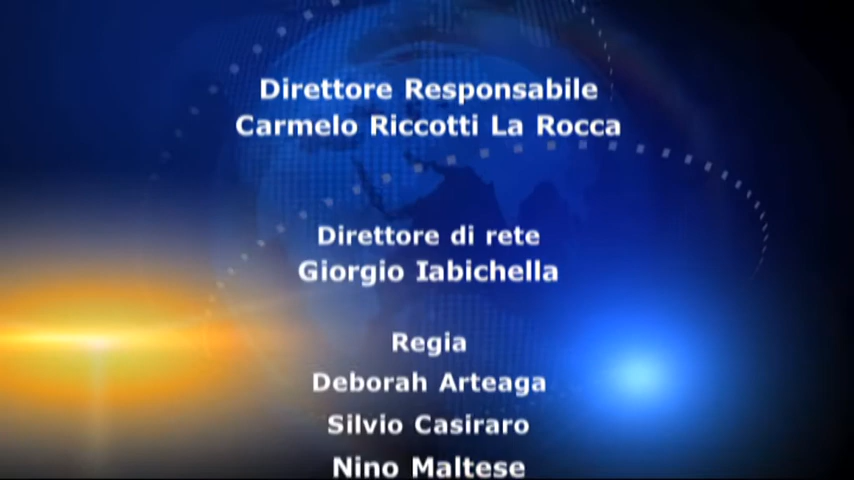 Direttore Responsabile
Carmelo Riccotti La Rocca
Direttore di rete
Giorgio Iabichella
Regia
Deborah Arteaga
Silvio Casiraro
Nino Maltese